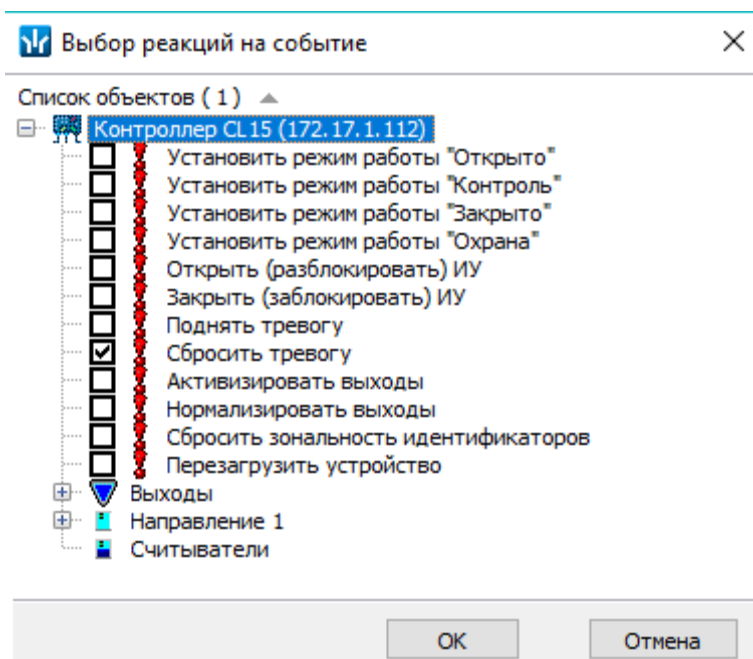 Выбор реакций на событие
Список объектов ( 1 )
Контроллер CL15 (172.17.1.112)
Установить режим работы "Открыто"
Установить режим работы "Контроль"
Установить режим работы "Закрыто"
Установить режим работы "Охрана"
Открыть (разблокировать) ИУ
Закрыть (заблокировать) ИУ
Поднять тревогу
Сбросить тревогу
Активизировать выходы
Нормализировать выходы
Сбросить зональность идентификаторов
Перезагрузить устройство
Выходы
Направление 1
Считыватели
ОК
Отмена